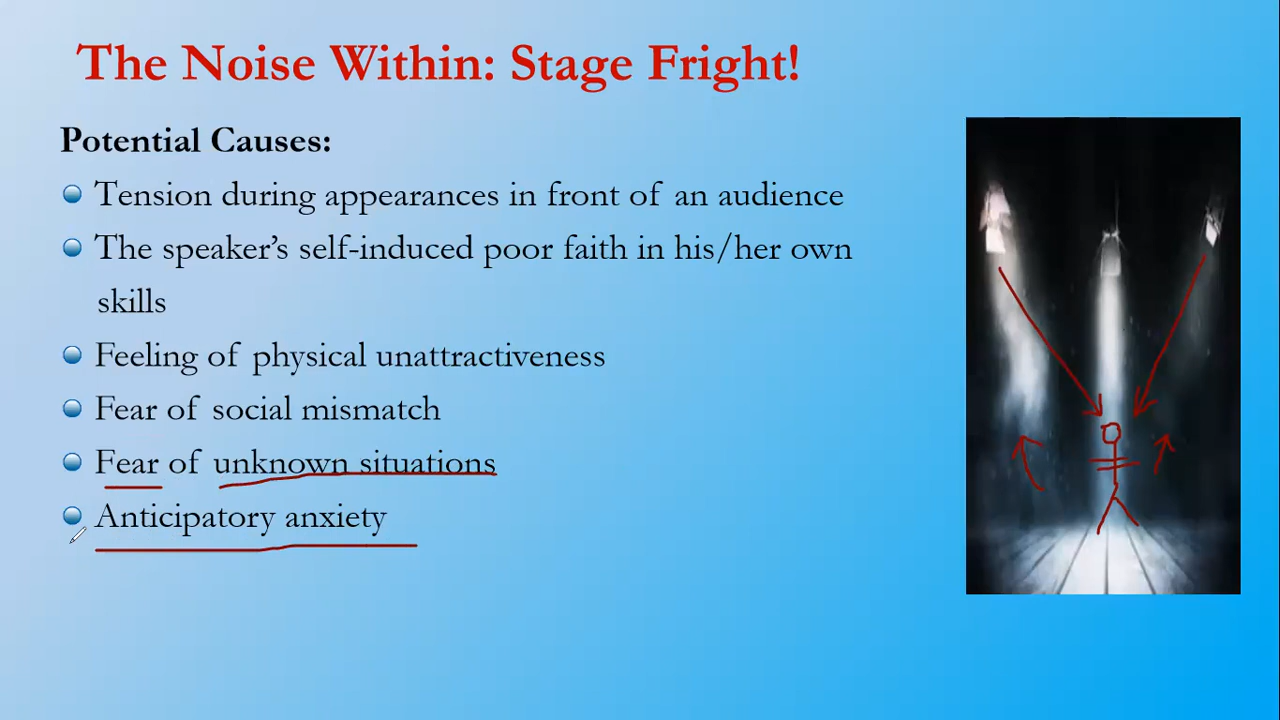 The Noise Within: Stage Fright!
Potential Causes:
Tension during appearances in front of an audience
The speaker’s self-induced poor faith in his/her own
skills
Feeling of physical unattractiveness
Fear of social mismatch
Fear of unknown situations
Anticipatory anxiety